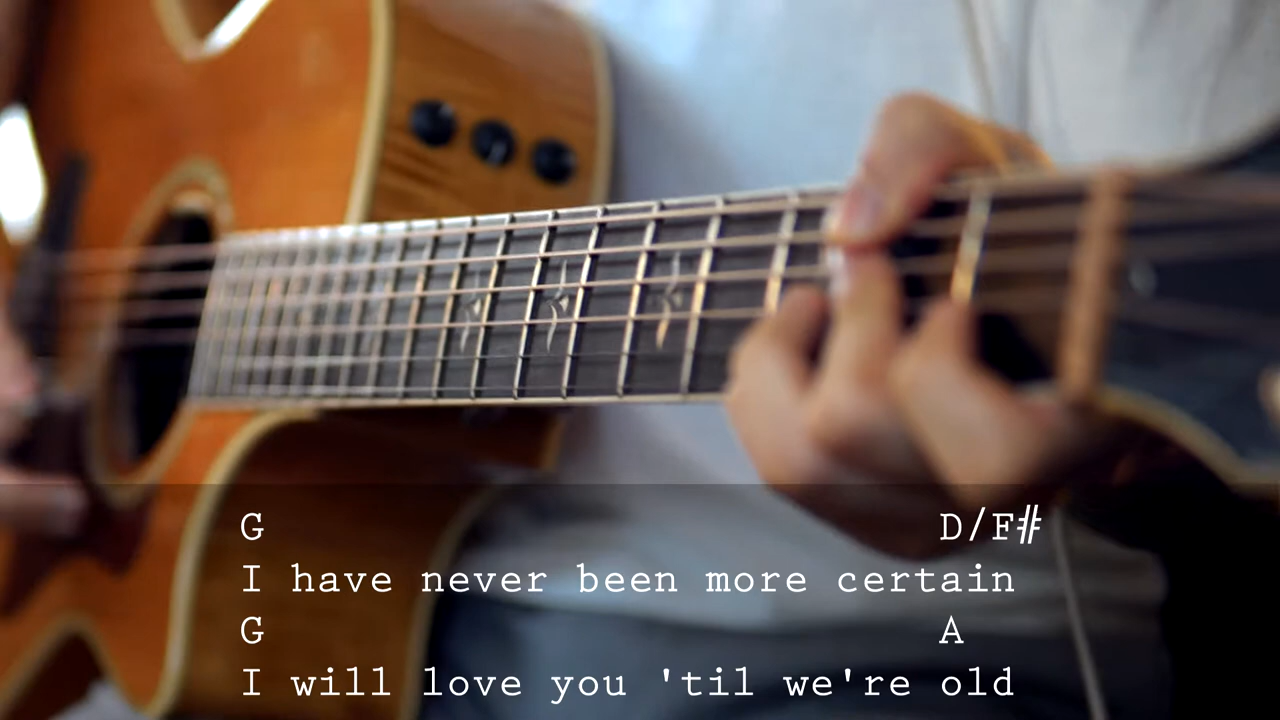 G D/F#
I have never been more certain
G A
I will love you 'til we're old